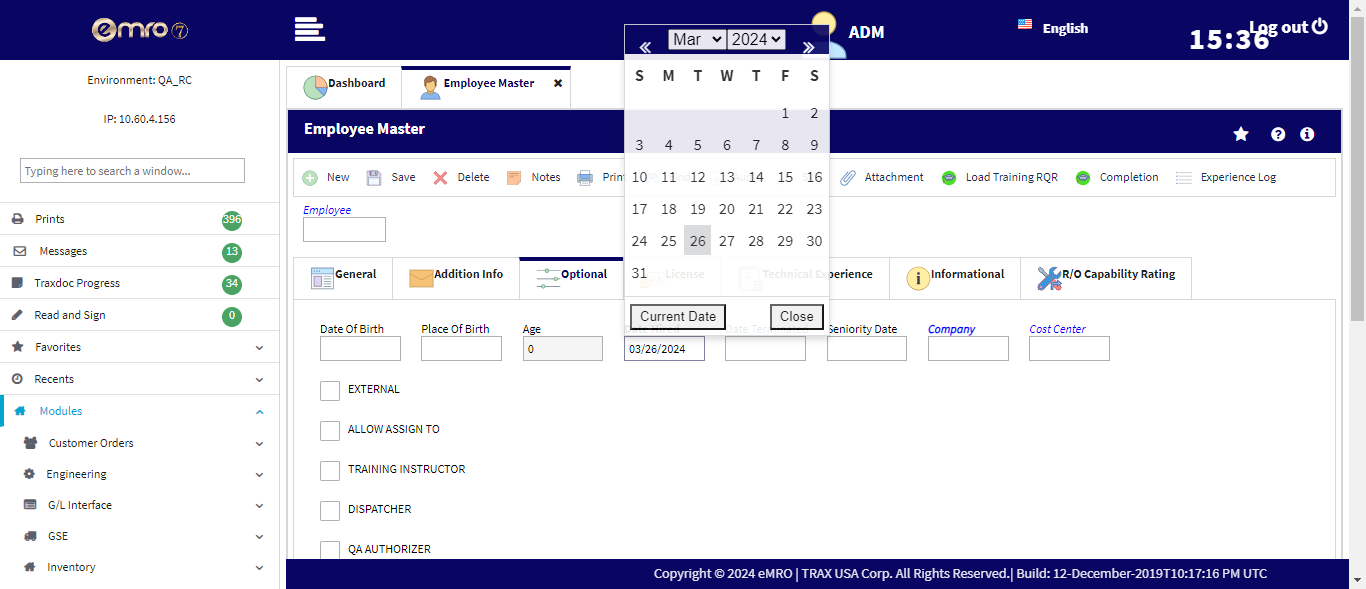 emro 7
ADM
English
Log out
15:36
Environment: QA_RC
IP: 10.60.4.156
Typing here to search a window...
Prints 396
Messages 13
Traxdoc Progress 34
Read and Sign 0
Favorites
Recents
Modules
Customer Orders
Engineering
G/L Interface
GSE
Inventory
Dashboard
Employee Master
Employee Master
New Save Delete Notes Print Attachment Load Training RQR Completion Experience Log
Employee
General Addition Info Optional License Technical Experience Informational R/O Capability Rating
Mar 2024
S M T W T F S
1 2
3 4 5 6 7 8 9
10 11 12 13 14 15 16
17 18 19 20 21 22 23
24 25 26 27 28 29 30
31
Current Date Close
Date Of Birth Place Of Birth Age Date Hired Date Terminated Seniority Date Company Cost Center
0 03/26/2024
EXTERNAL
ALLOW ASSIGN TO
TRAINING INSTRUCTOR
DISPATCHER
QA AUTHORIZER
Copyright © 2024 eMRO | TRAX USA Corp. All Rights Reserved.| Build: 12-December-2019T10:17:16 PM UTC